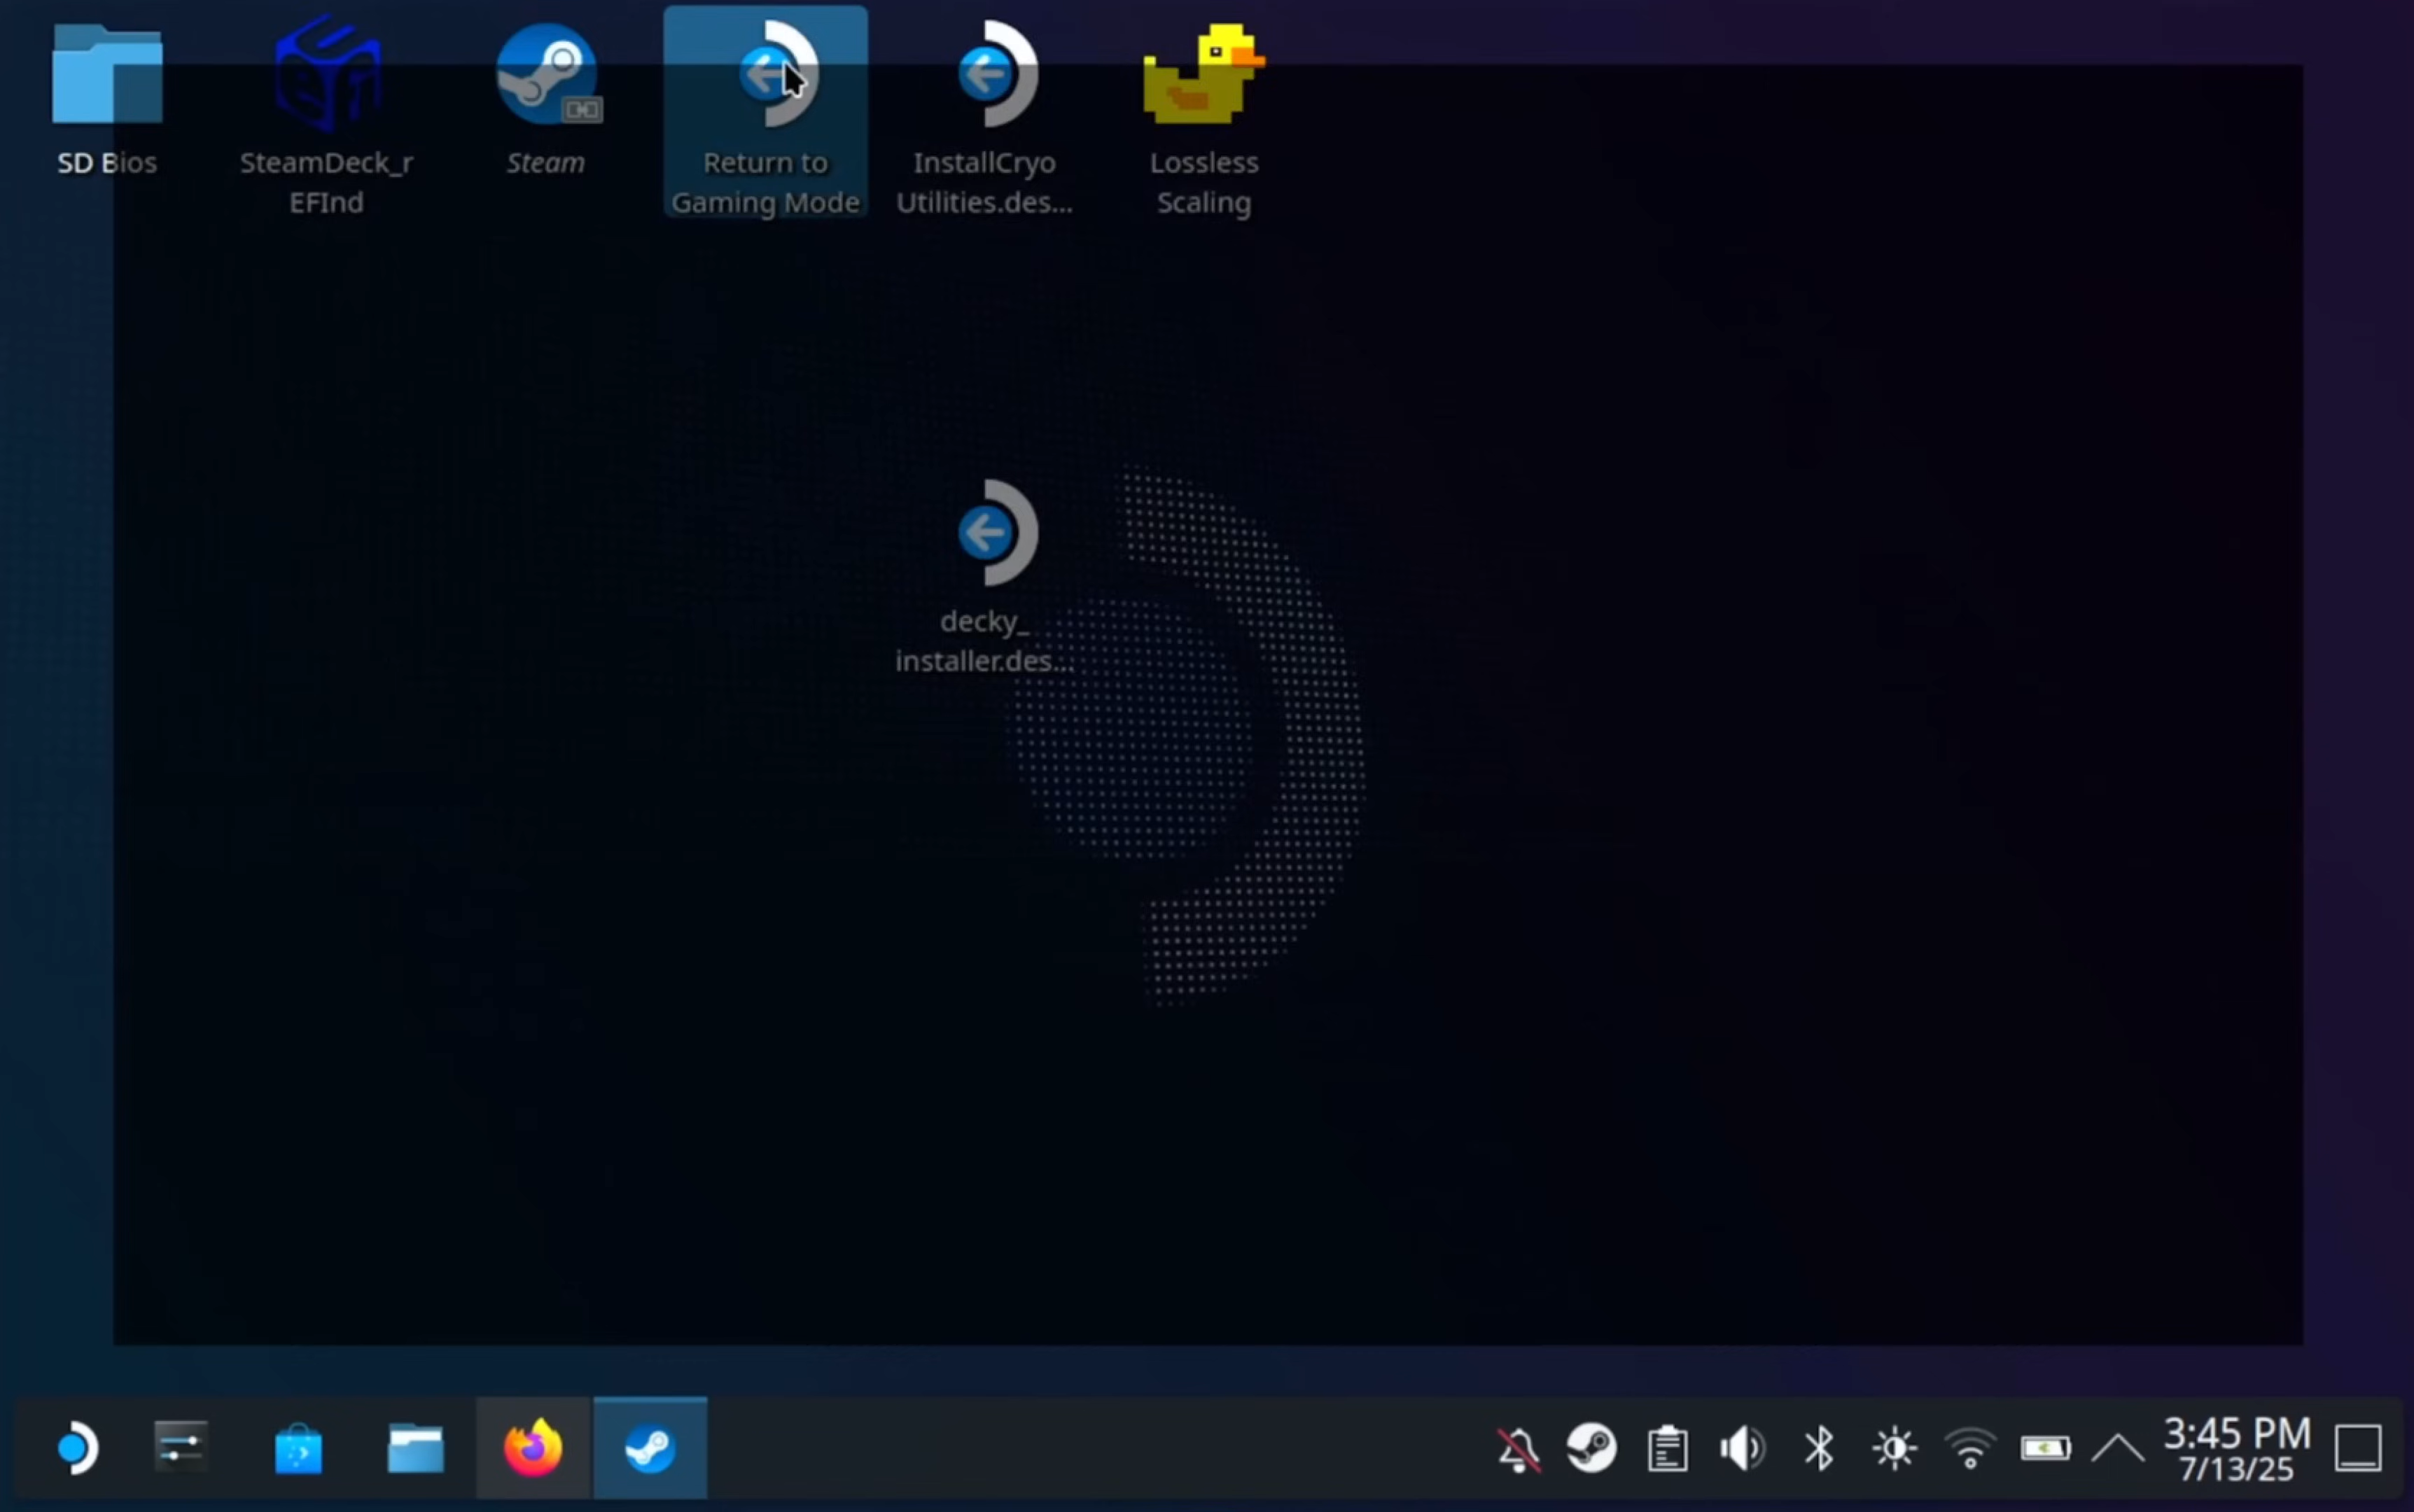 SD Bios
SteamDeck_r
EFInd
Steam
Return to
Gaming Mode
InstallCryo
Utilities.des...
Lossless
Scaling
decky_
installer.des...
3:45 PM
7/13/25